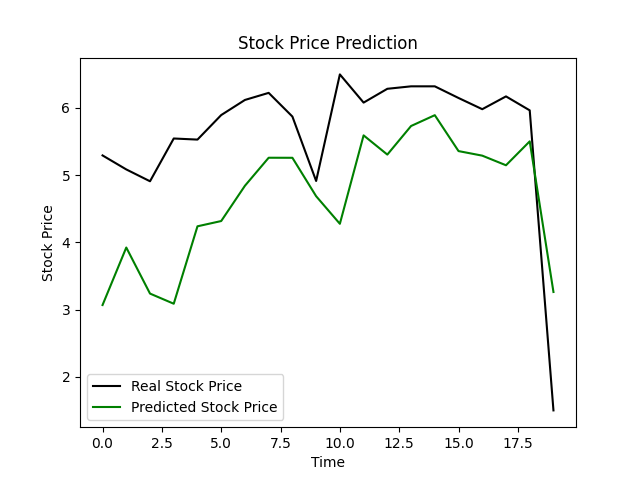 Stock Price Prediction
6
5
4
3
2
Stock Price
Real Stock Price
Predicted Stock Price
0.0 2.5 5.0 7.5 10.0 12.5 15.0 17.5
Time